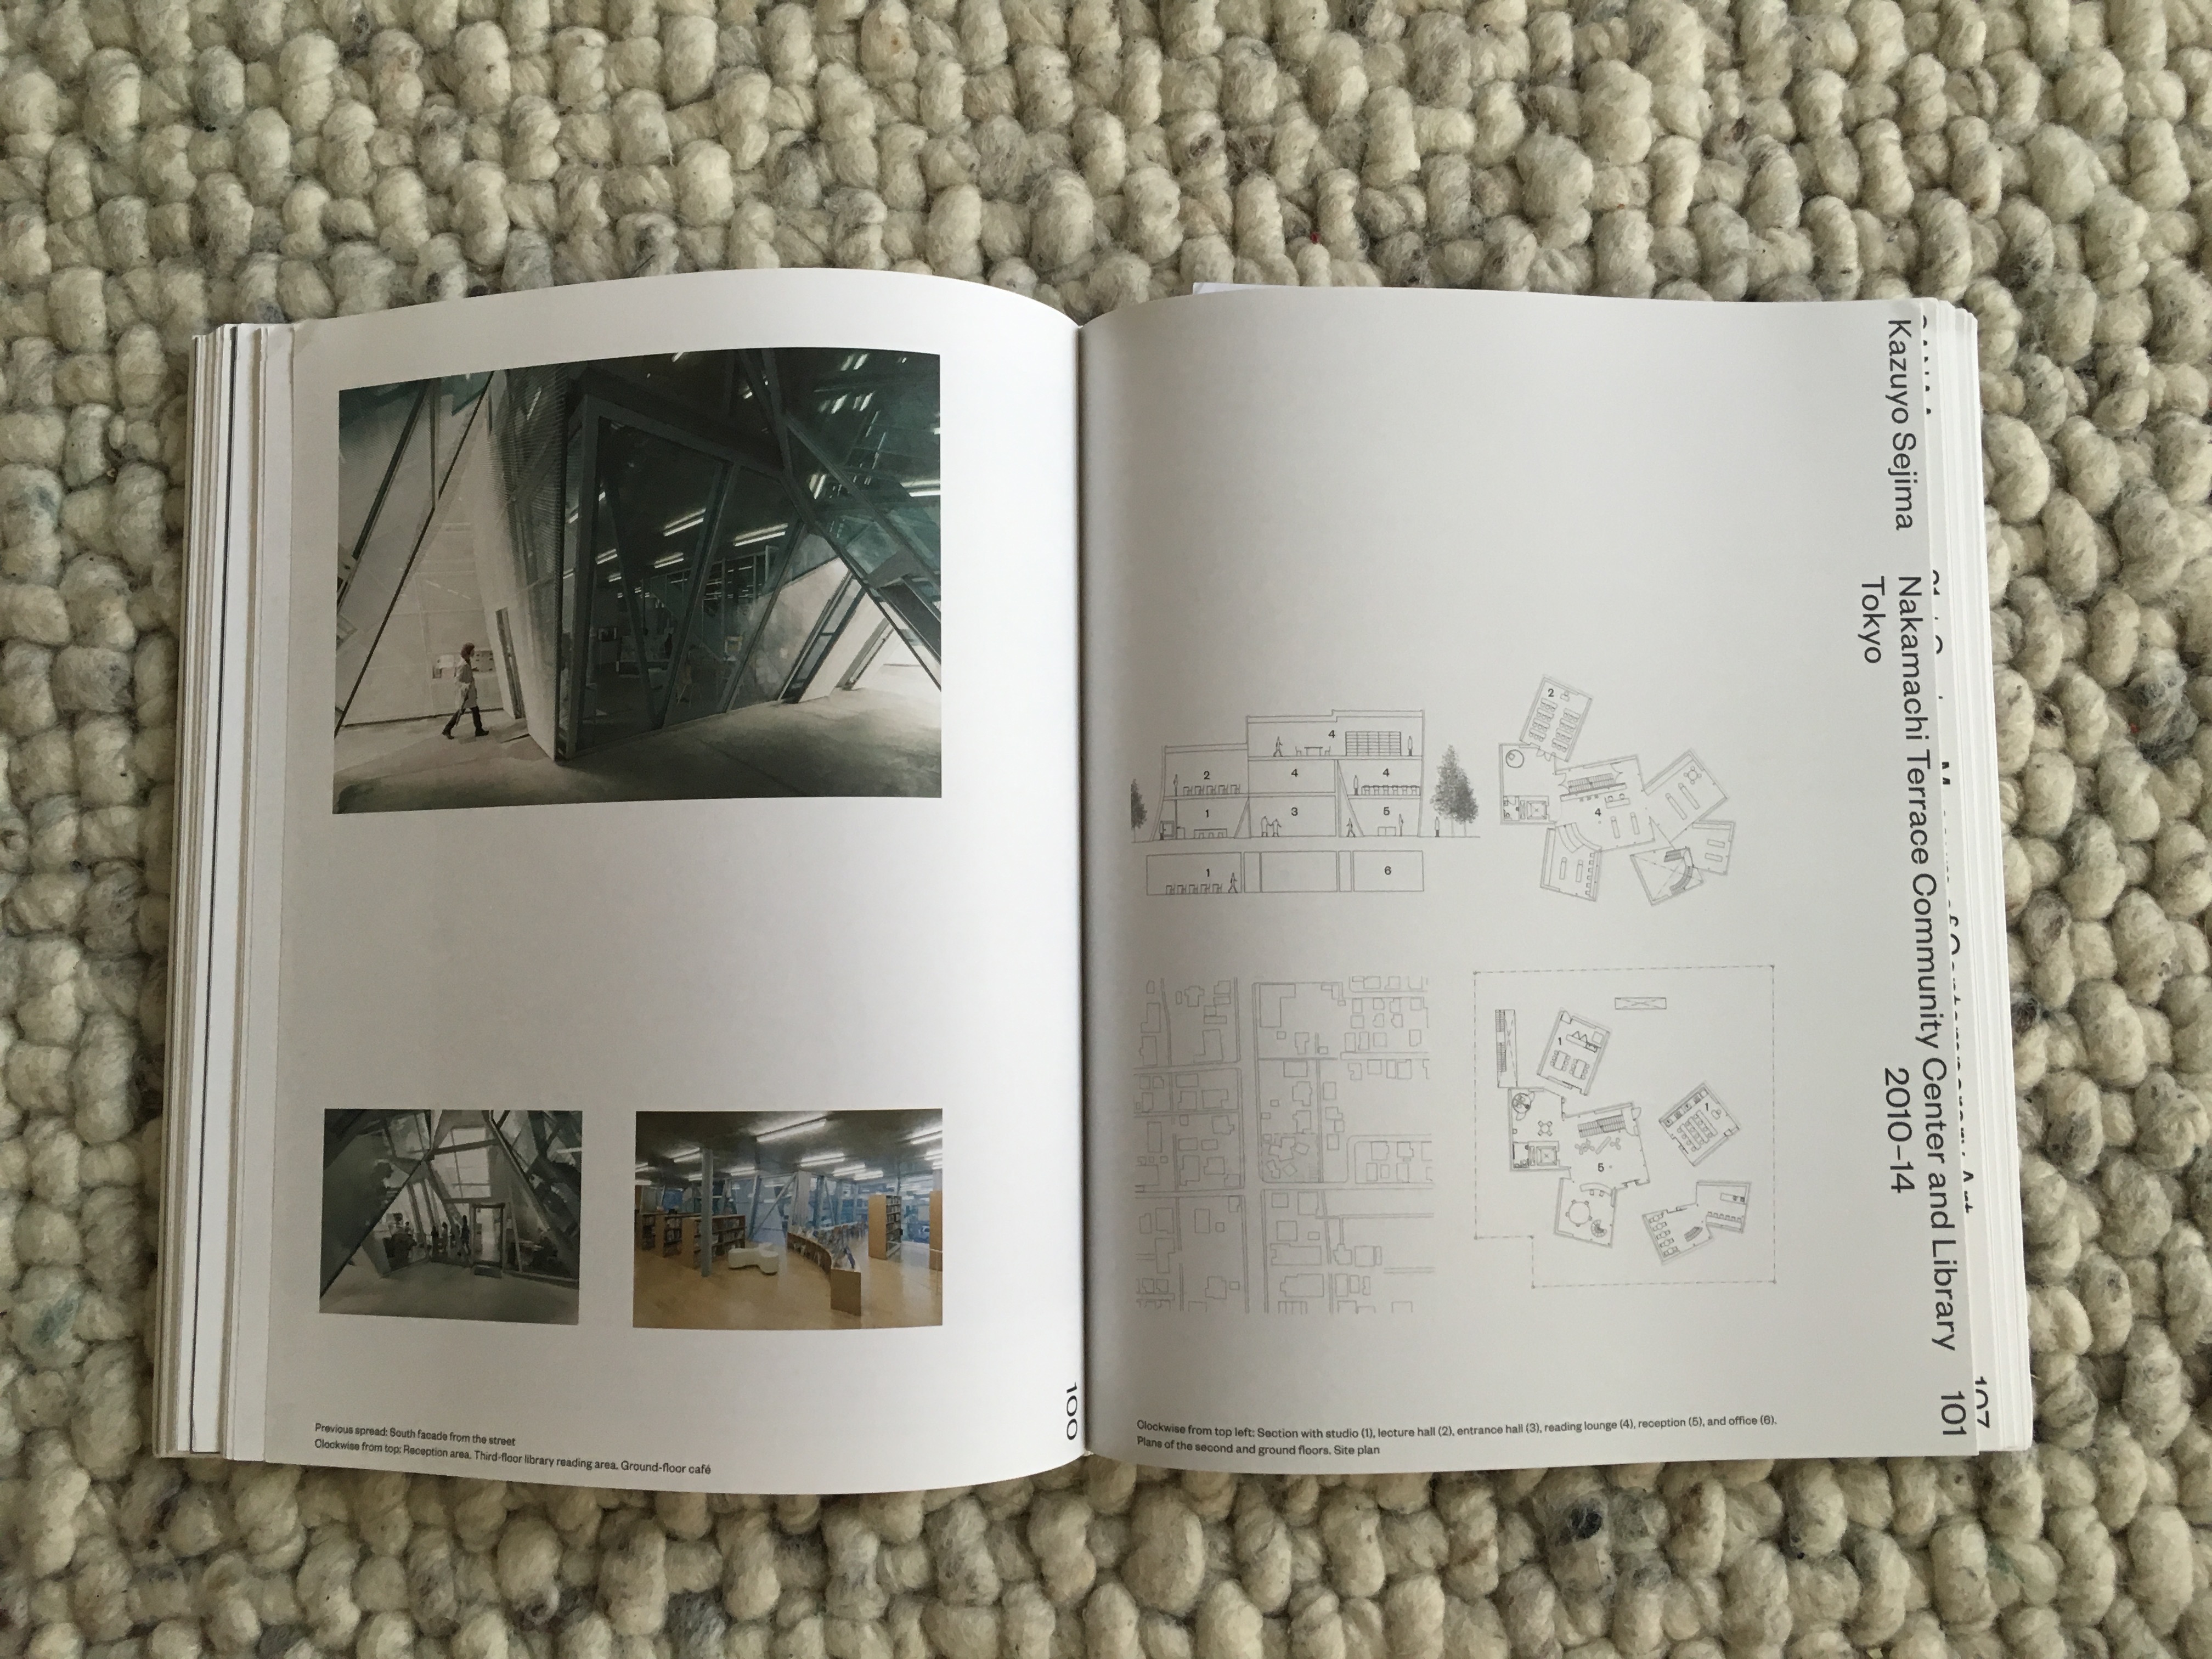 Previous spread: South facade from the street
Clockwise from top: Reception area. Third-floor library reading area. Ground-floor café
100
Kazuyo Sejima
Nakamachi Terrace Community Center and Library
Tokyo
2010–14
2
4
2
4
4
1
3
5
1
6
2
4
1
1
5
Clockwise from top left: Section with studio (1), lecture hall (2), entrance hall (3), reading lounge (4), reception (5), and office (6).
Plans of the second and ground floors. Site plan
101
107